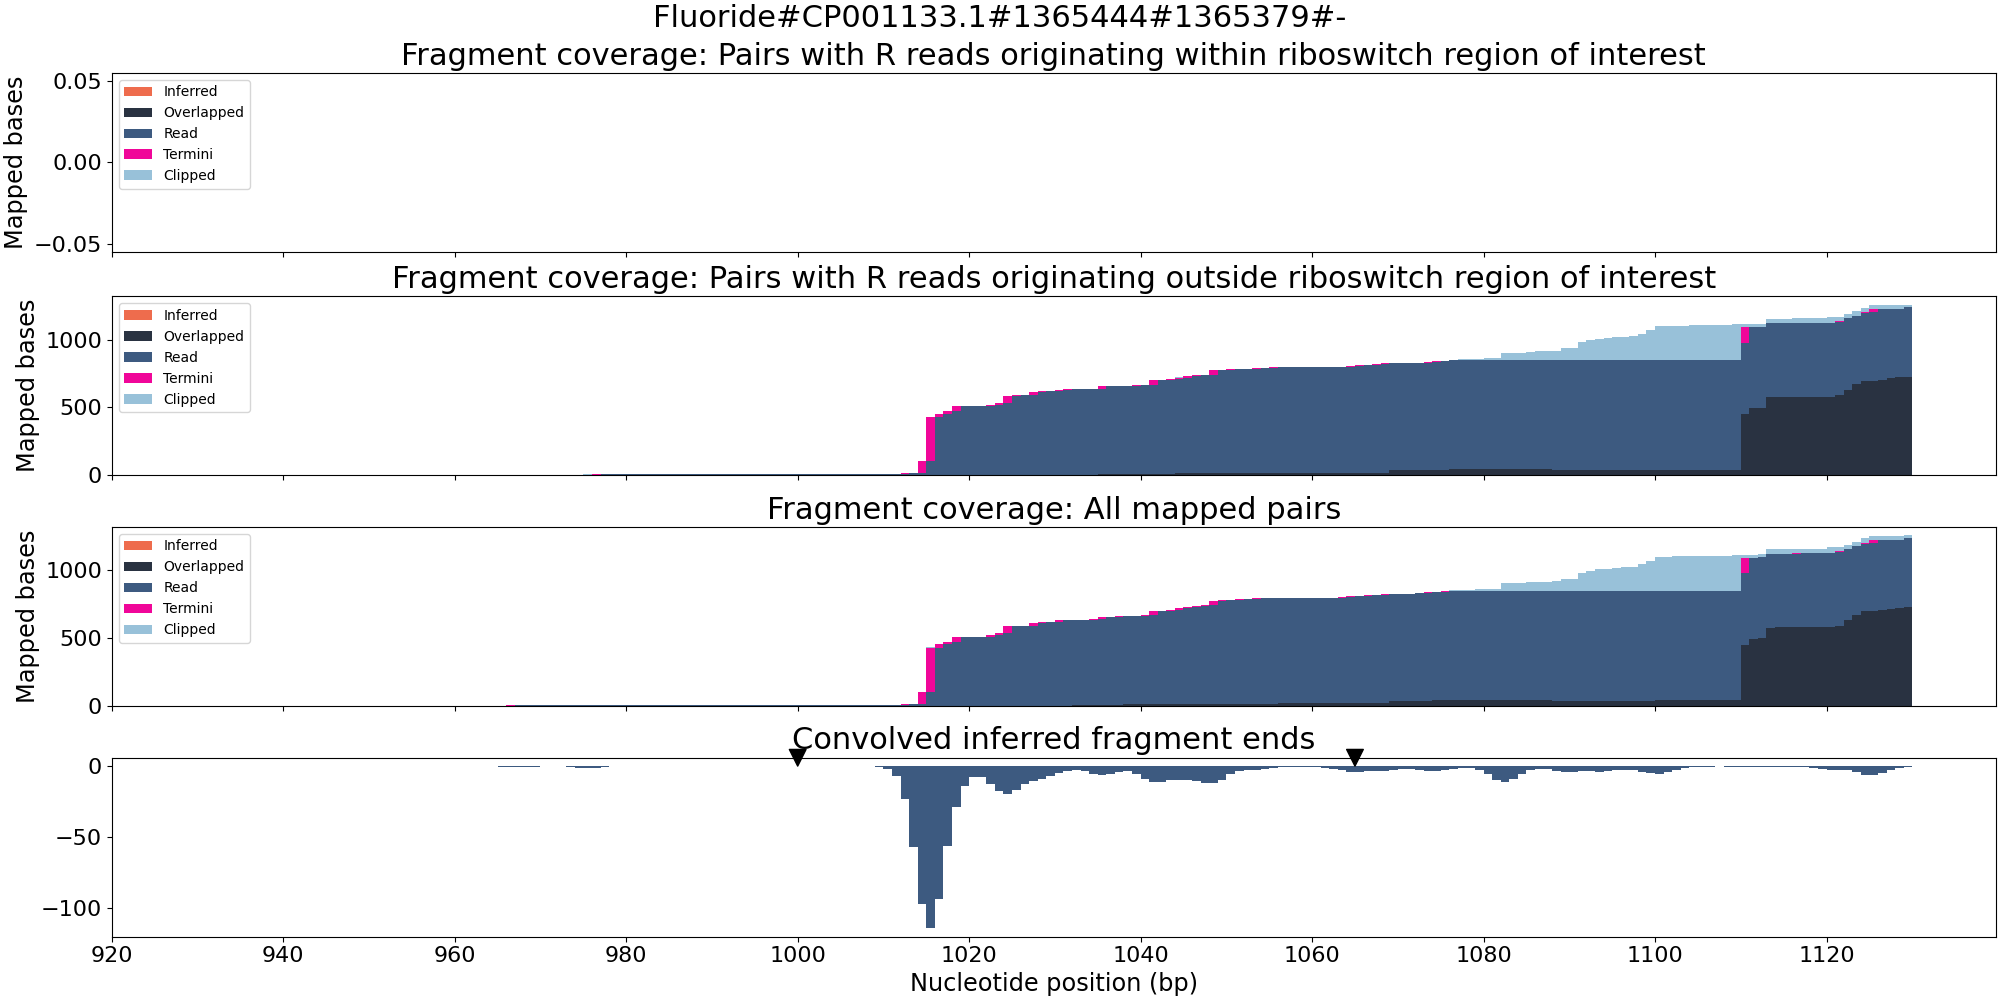 Fluoride#CP001133.1#1365444#1365379#-
Fragment coverage: Pairs with R reads originating within riboswitch region of interest
Mapped bases
0.05
0.00
−0.05
Inferred
Overlapped
Read
Termini
Clipped
Fragment coverage: Pairs with R reads originating outside riboswitch region of interest
Mapped bases
1000
500
0
Inferred
Overlapped
Read
Termini
Clipped
Fragment coverage: All mapped pairs
Mapped bases
1000
500
0
Inferred
Overlapped
Read
Termini
Clipped
Convolved inferred fragment ends
0
−50
−100
920 940 960 980 1000 1020 1040 1060 1080 1100 1120
Nucleotide position (bp)